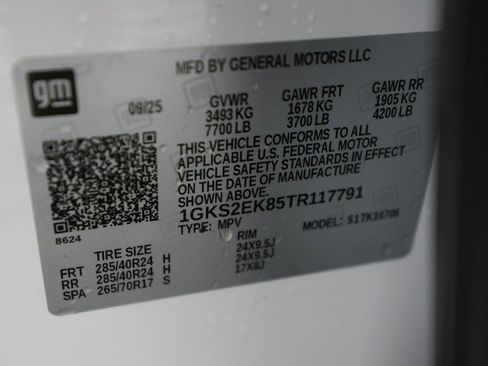 MFD BY GENERAL MOTORS LLC
gm
09/25
GVWR GAWR FRT GAWR RR
3493 KG 1678 KG 1905 KG
7700 LB 3700 LB 4200 LB
THIS VEHICLE CONFORMS TO ALL
APPLICABLE U.S. FEDERAL MOTOR
VEHICLE SAFETY STANDARDS IN EFFECT
ON THE DATE OF MANUFACTURE
SHOWN ABOVE.
1GKS2EK85TR117791
TYPE: MPV MODEL: 51TK10706
8624
TIRE SIZE RIM
FRT 285/40R24 H 24X9.5J
RR 285/40R24 H 24X9.5J
SPA 265/70R17 S 17X8J